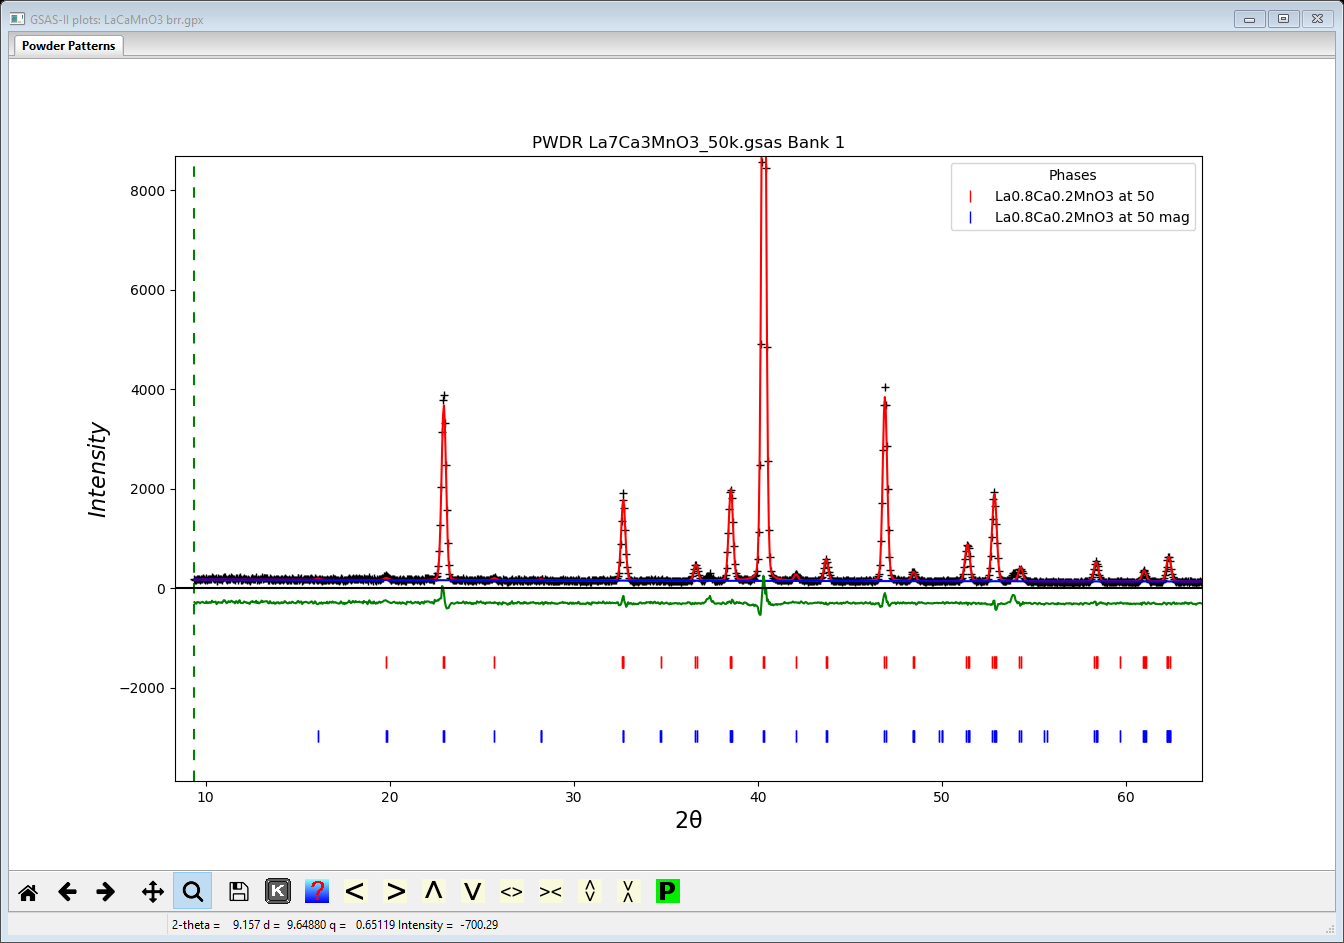 GSAS-II plots: LaCaMnO3 brr.gpx
Powder Patterns
PWDR La7Ca3MnO3_50k.gsas Bank 1
Phases
La0.8Ca0.2MnO3 at 50
La0.8Ca0.2MnO3 at 50 mag
Intensity
8000
6000
4000
2000
0
−2000
10 20 30 40 50 60
2θ
K ? < > Λ V <> >< P
2-theta = 9.157 d = 9.64880 q = 0.65119 Intensity = -700.29